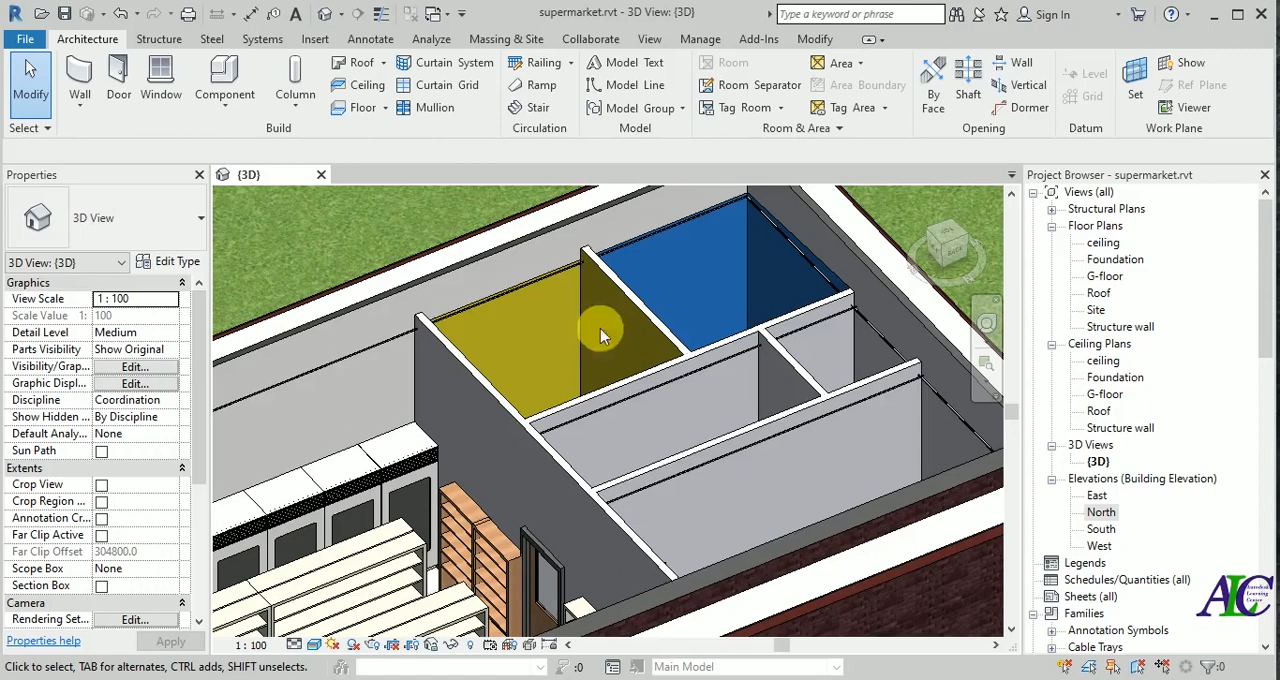 supermarket.rvt - 3D View: {3D}
Type a keyword or phrase
Sign In
File
Architecture
Structure
Steel
Systems
Insert
Annotate
Analyze
Massing & Site
Collaborate
View
Manage
Add-Ins
Modify
Modify
Wall
Door
Window
Component
Column
Roof
Ceiling
Floor
Curtain System
Curtain Grid
Mullion
Railing
Ramp
Stair
Model Text
Model Line
Model Group
Room
Room Separator
Tag Room
Area
Area Boundary
Tag Area
By
Face
Shaft
Wall
Vertical
Dormer
Level
Grid
Set
Show
Ref Plane
Viewer
Select
Build
Circulation
Model
Room & Area
Opening
Datum
Work Plane
Properties
3D View
3D View: {3D}
Edit Type
Graphics
View Scale 1 : 100
Scale Value 1: 100
Detail Level Medium
Parts Visibility Show Original
Visibility/Grap... Edit...
Graphic Displ... Edit...
Discipline Coordination
Show Hidden ... By Discipline
Default Analy... None
Sun Path
Extents
Crop View
Crop Region ...
Annotation Cr...
Far Clip Active
Far Clip Offset 304800.0
Scope Box None
Section Box
Camera
Rendering Set... Edit...
Properties help
Apply
{3D}
BACK
1 : 100
Project Browser - supermarket.rvt
Views (all)
Structural Plans
Floor Plans
ceiling
Foundation
G-floor
Roof
Site
Structure wall
Ceiling Plans
ceiling
Foundation
G-floor
Roof
Structure wall
3D Views
{3D}
Elevations (Building Elevation)
East
North
South
West
Legends
Schedules/Quantities (all)
Sheets (all)
Families
Annotation Symbols
Cable Trays
ALC
Click to select, TAB for alternates, CTRL adds, SHIFT unselects.
:0
Main Model
:0